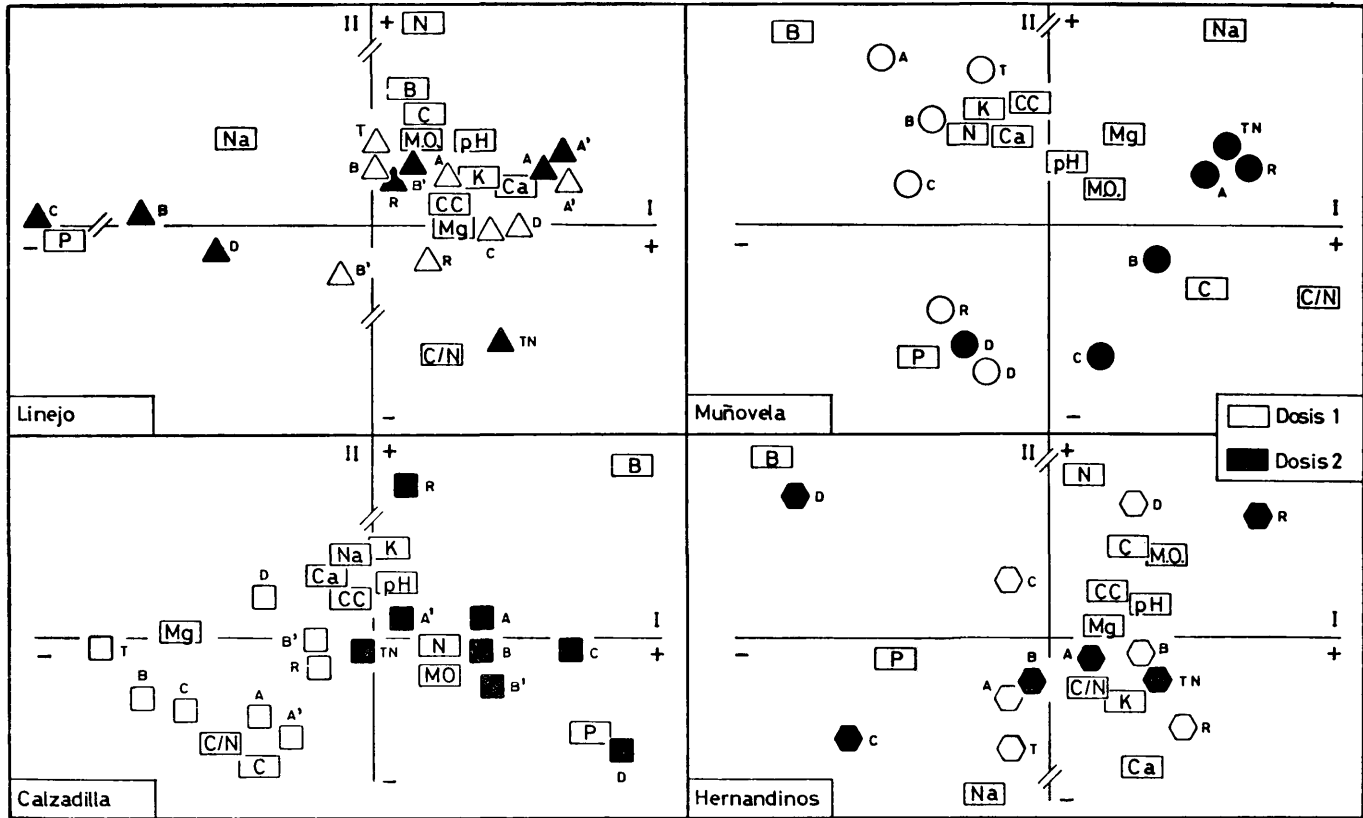 II + N
B
C
T M.O. pH
Na
B A A A'
R B' K Ca A'
CC
C B I
- P Mg D +
D C
B' R
TN
C/N
-
Linejo
II + Na
B
A T
K CC
B N Ca Mg TN
pH R
C M.O. A
I
- +
B
C C/N
R
P D C
D
-
Muñovela
Dosis 1
Dosis 2
II + B
R
Na K
D Ca pH
CC
A' A I
Mg B' N
- T TN B C +
R MO
B C A A' B'
C/N P
C D
-
Calzadilla
II + N
B
D D R
C M.O.
C CC
pH
Mg I
- P B A B +
A C/N K TN
C T R
Ca
Na -
Hernandinos